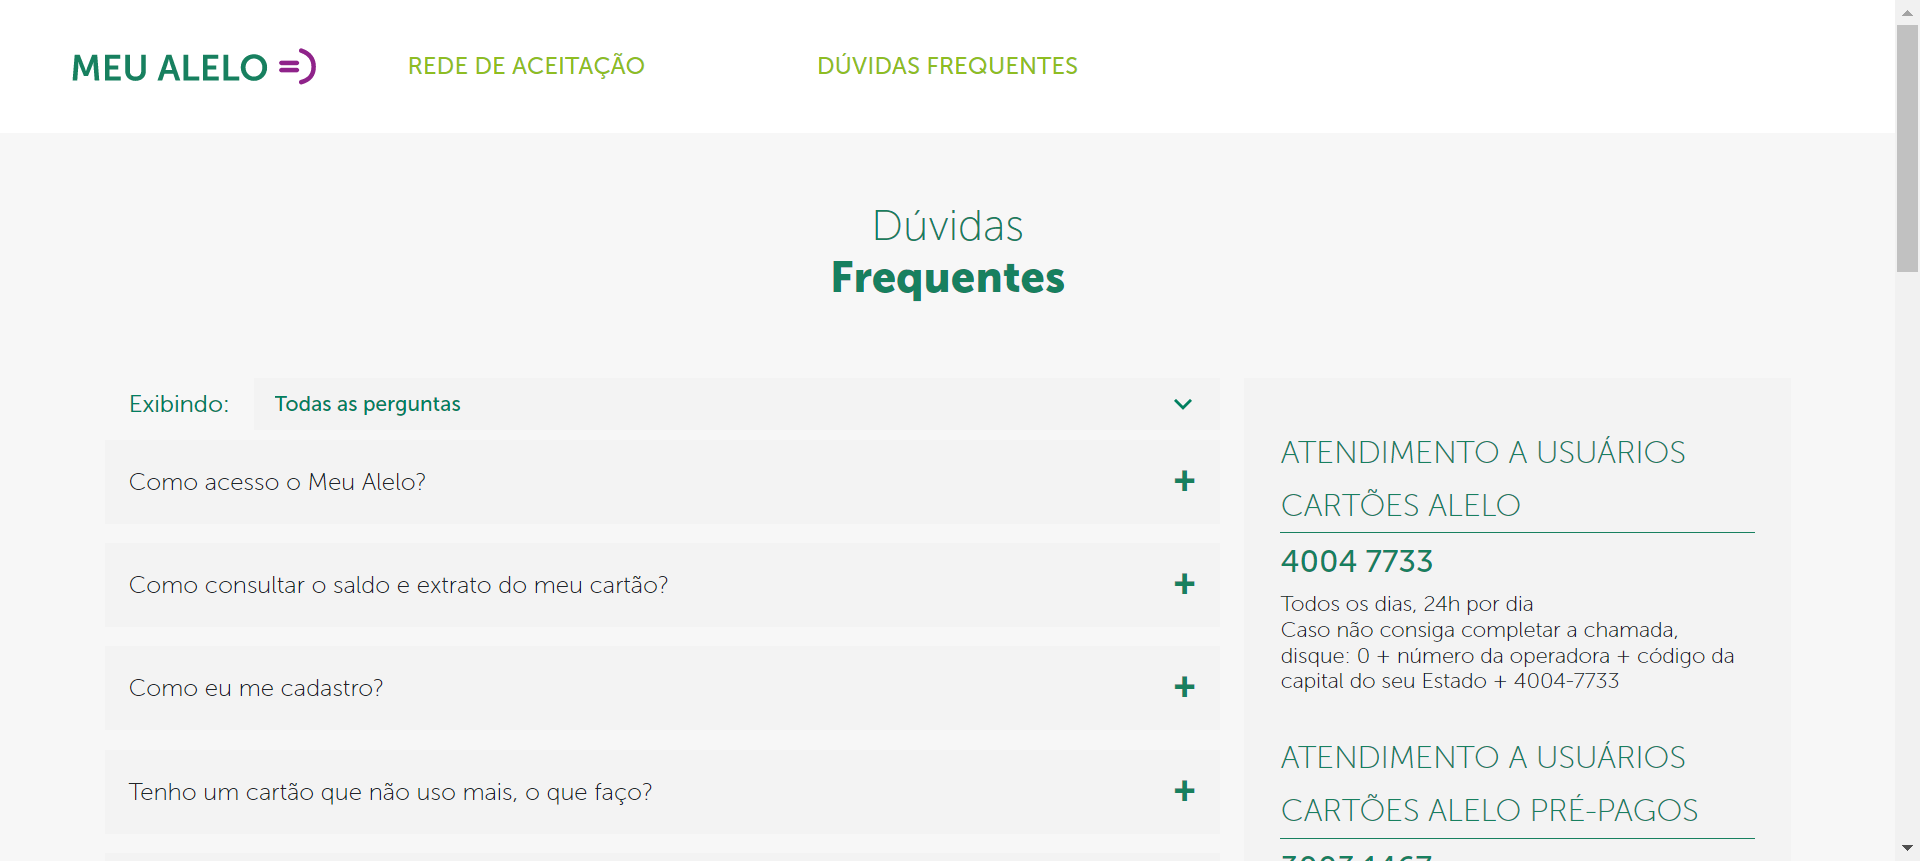 MEU ALELO
REDE DE ACEITAÇÃO
DÚVIDAS FREQUENTES
Dúvidas
Frequentes
Exibindo:
Todas as perguntas
Como acesso o Meu Alelo?
Como consultar o saldo e extrato do meu cartão?
Como eu me cadastro?
Tenho um cartão que não uso mais, o que faço?
ATENDIMENTO A USUÁRIOS
CARTÕES ALELO
4004 7733
Todos os dias, 24h por dia
Caso não consiga completar a chamada,
disque: 0 + número da operadora + código da
capital do seu Estado + 4004-7733
ATENDIMENTO A USUÁRIOS
CARTÕES ALELO PRÉ-PAGOS